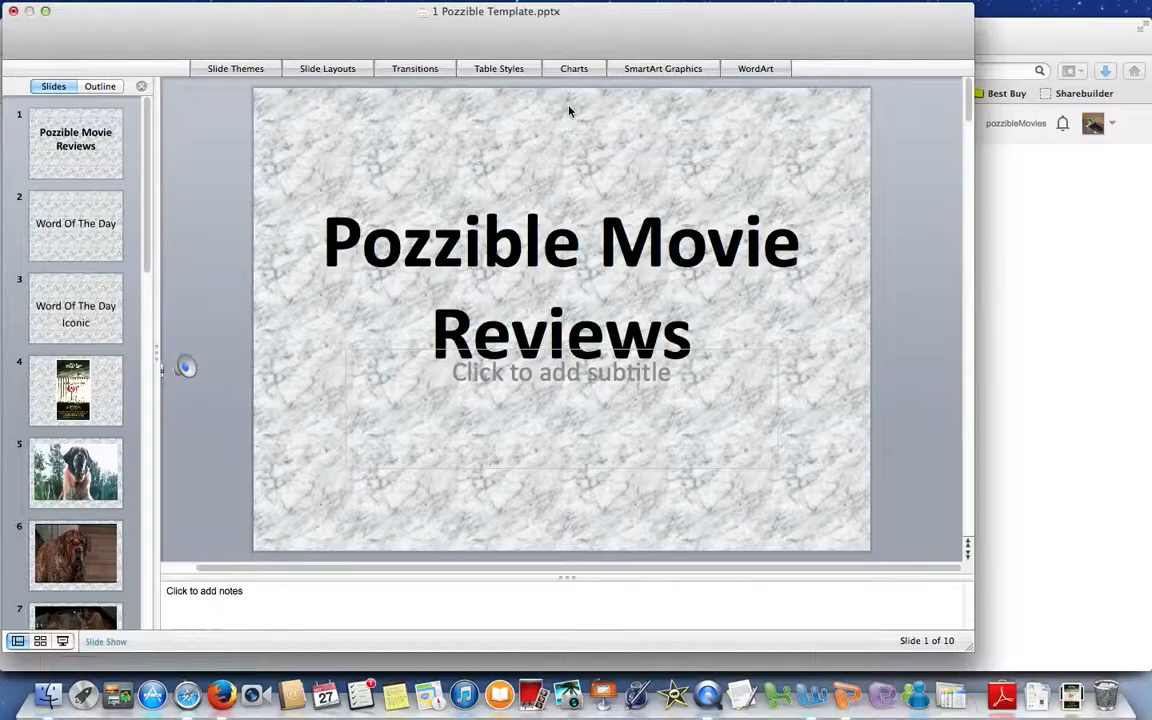 1 Pozzible Template.pptx
Slide Themes
Slide Layouts
Transitions
Table Styles
Charts
SmartArt Graphics
WordArt
Best Buy
Sharebuilder
pozzibleMovies
Slides
Outline
1
Pozzible Movie
Reviews
2
Word Of The Day
3
Word Of The Day
Iconic
4
5
6
7
Pozzible Movie
Reviews
Click to add subtitle
Click to add notes
Slide Show
Slide 1 of 10
27
1